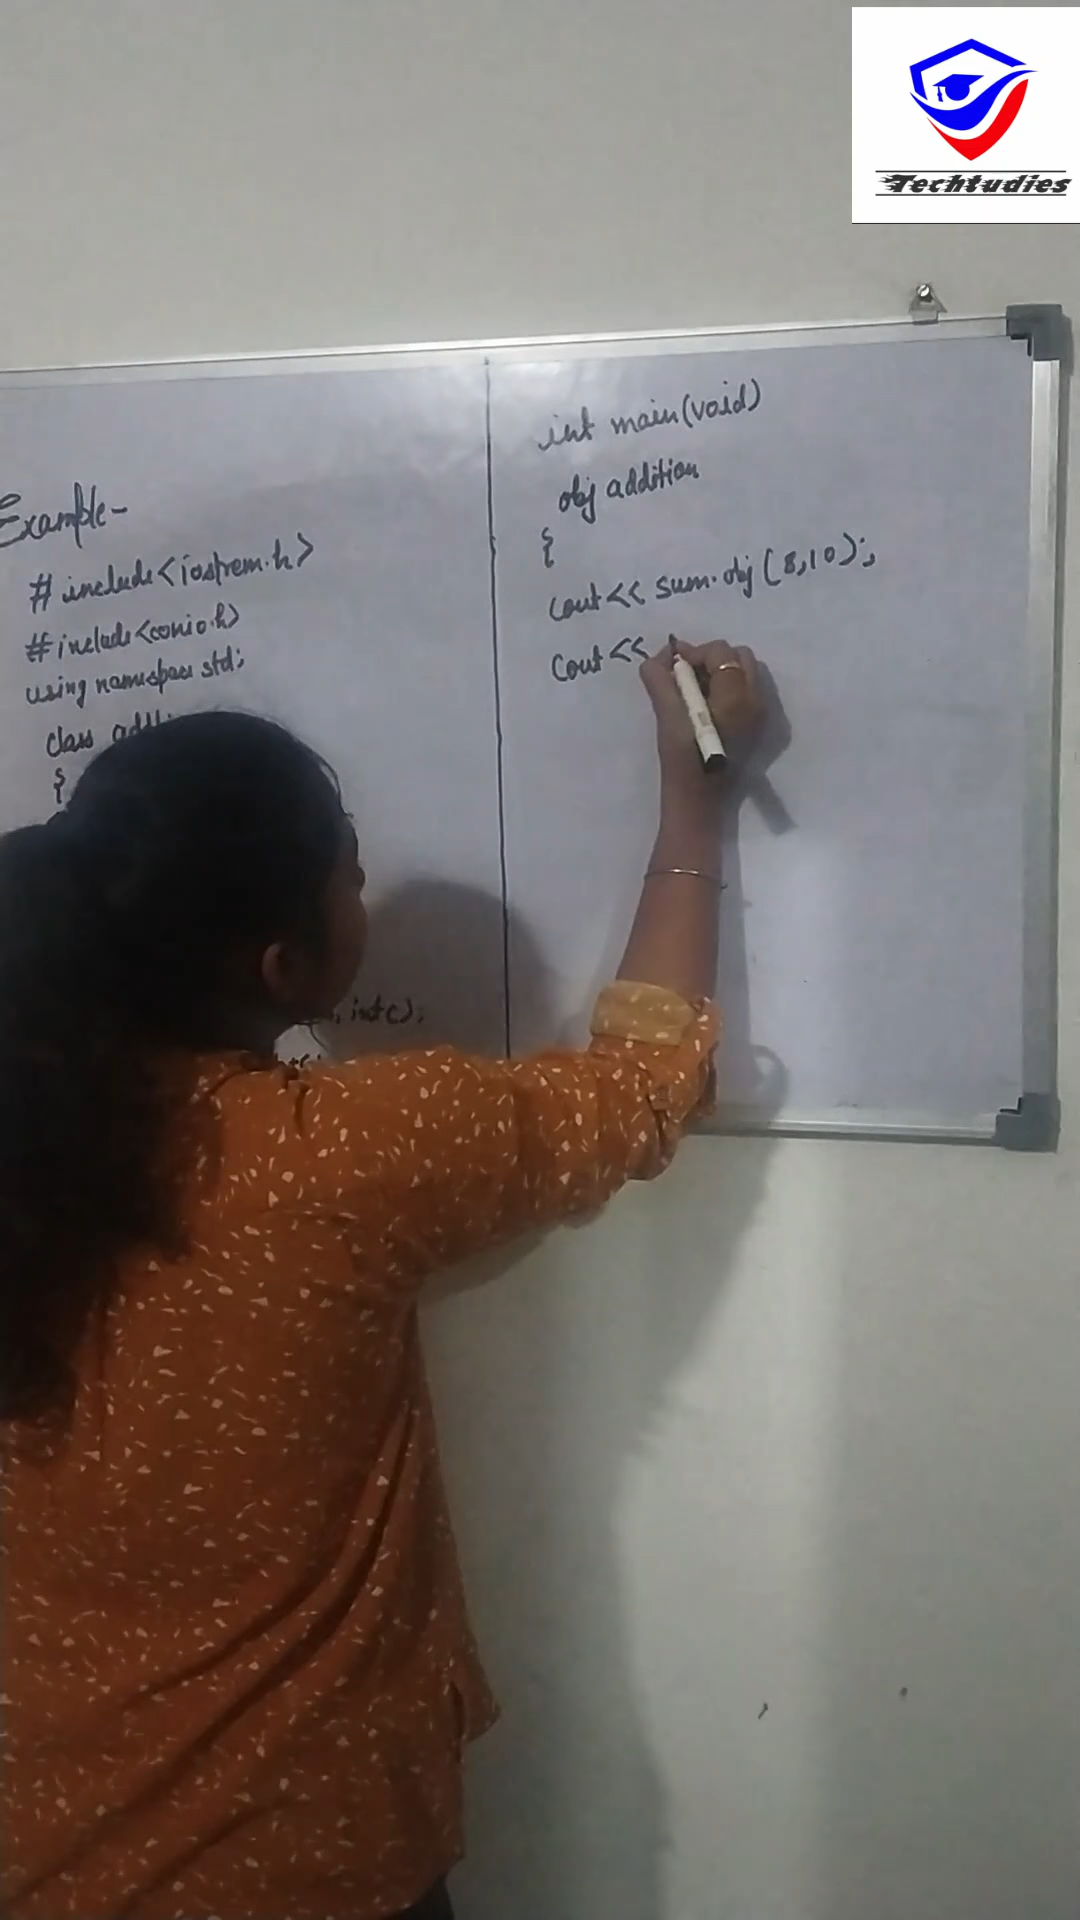 Techtudies
Example-
#include<iostrem.h>
#include<conio.h>
using namespace std;
class
{
, int c);
int main(void)
obj addition
{
Cout<< sum.obj(8,10);
Cout<<